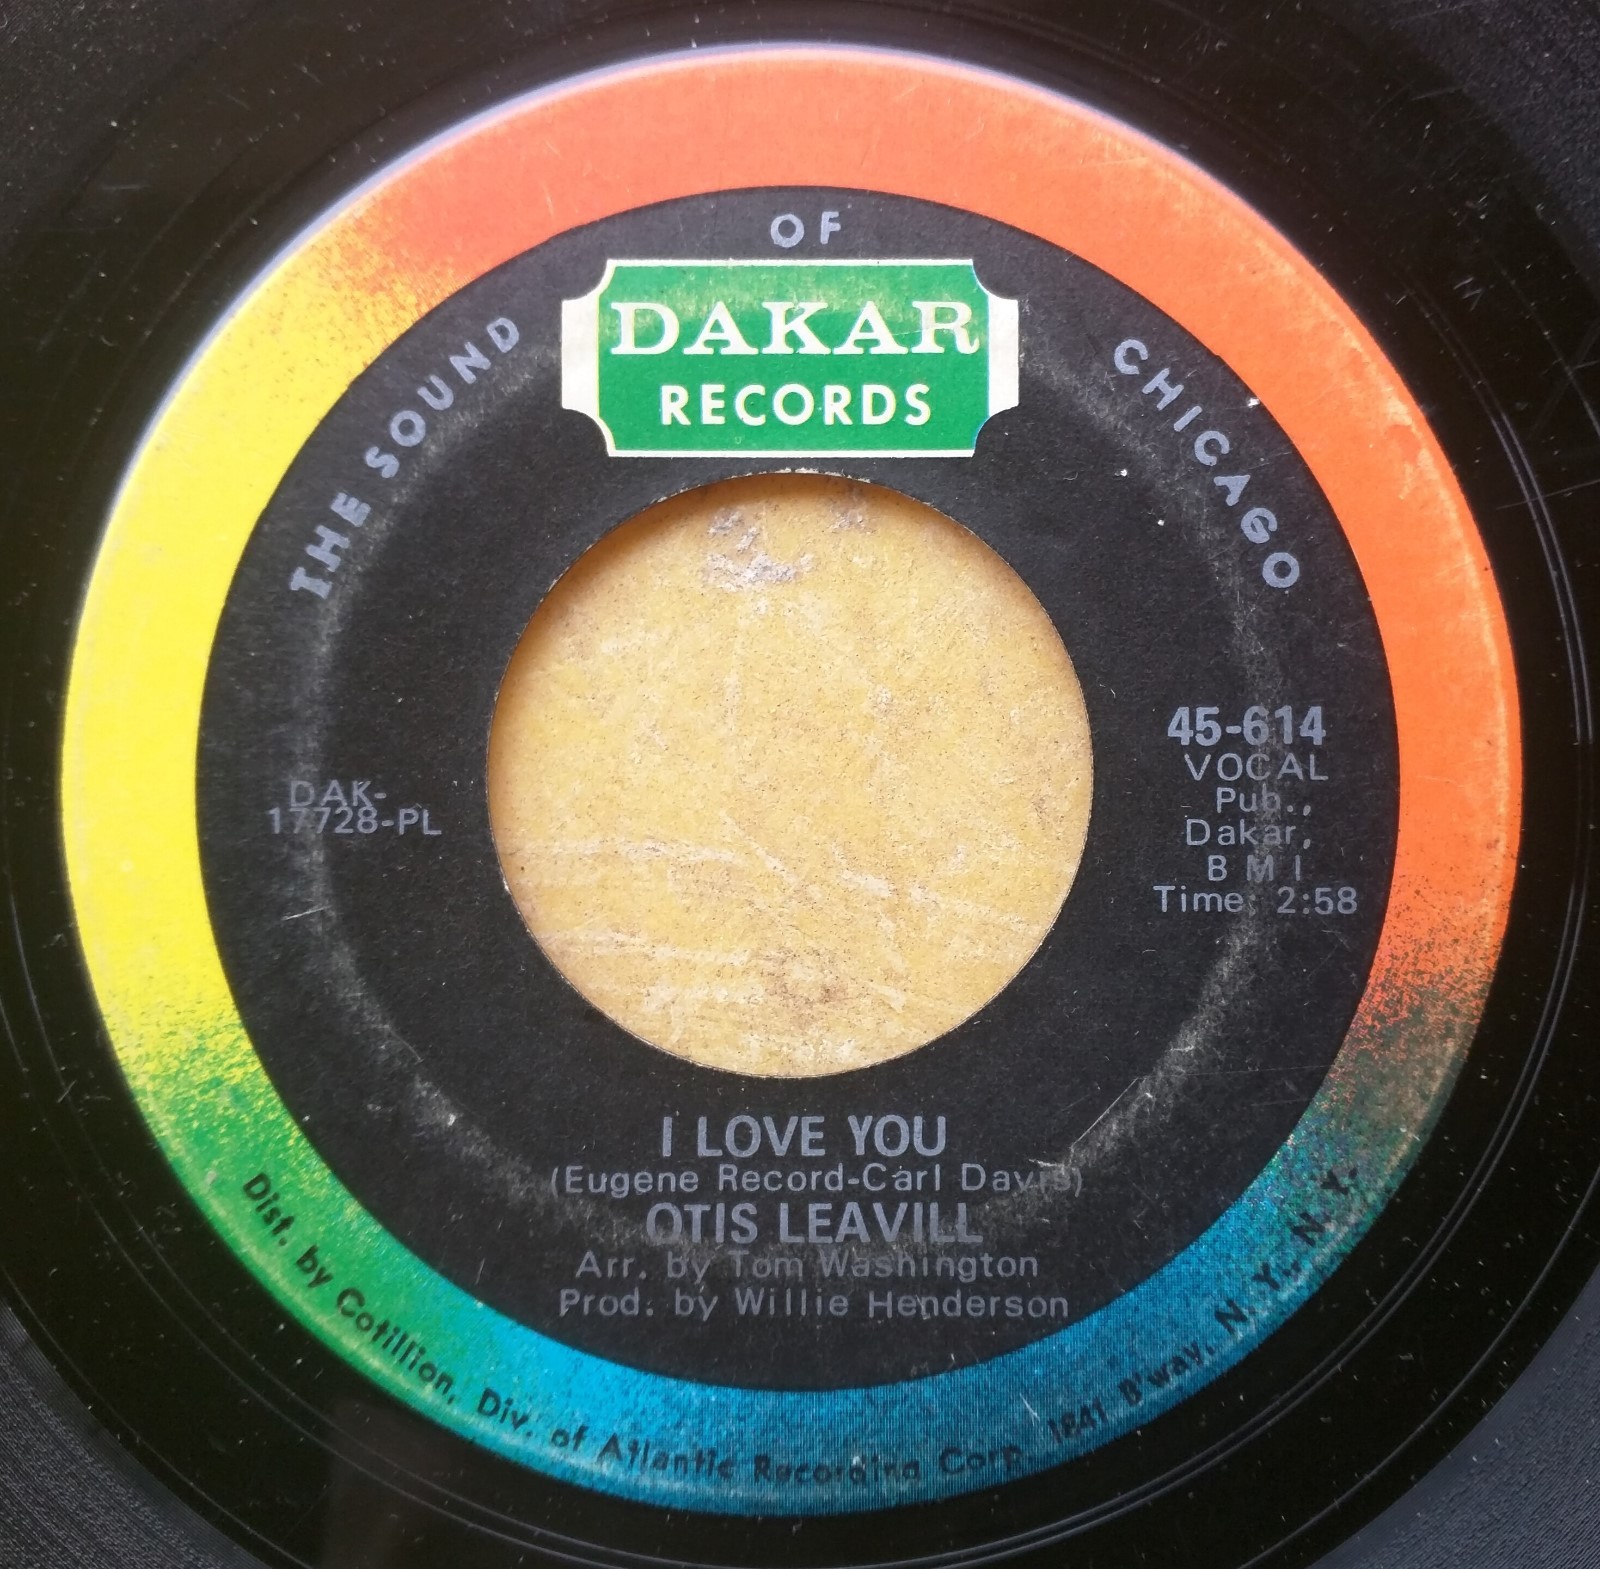 THE SOUND OF CHICAGO
DAKAR
RECORDS
45-614
VOCAL
Pub.,
Dakar,
B M I
Time: 2:58
DAK-
17728-PL
I LOVE YOU
(Eugene Record-Carl Davis)
OTIS LEAVILL
Arr. by Tom Washington
Prod. by Willie Henderson
Dist. by Cotillion, Div. of Atlantic Recording Corp. 1841 B'way, N. Y., N. Y.